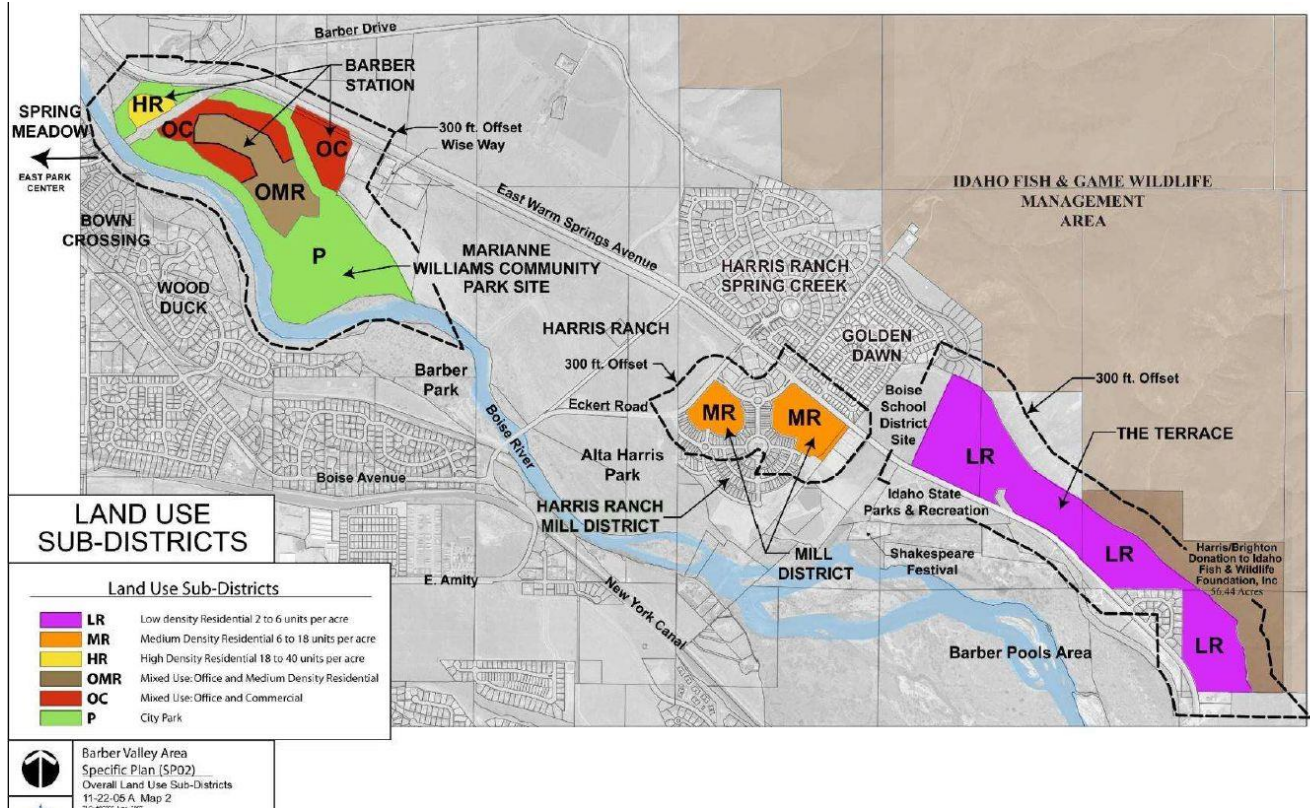 Barber Drive
BARBER
STATION
HR
SPRING
MEADOW
EAST PARK
CENTER
OC
OC
300 ft. Offset
Wise Way
OMR
BOWN
CROSSING
East Warm Springs Avenue
IDAHO FISH & GAME WILDLIFE
MANAGEMENT
AREA
P
MARIANNE
WILLIAMS COMMUNITY
PARK SITE
WOOD
DUCK
HARRIS RANCH
SPRING CREEK
HARRIS RANCH
GOLDEN
DAWN
300 ft. Offset
Barber
Park
300 ft. Offset
Eckert Road
MR
MR
Boise
School
District
Site
THE TERRACE
Boise River
Alta Harris
Park
LR
Boise Avenue
Idaho State
Parks & Recreation
HARRIS RANCH
MILL DISTRICT
MILL
DISTRICT
Shakespeare
Festival
LR
Harris/Brighton
Donation to Idaho
Fish & Wildlife
Foundation, Inc
56.44 Acres
E. Amity
New York Canal
Barber Pools Area
LR
LAND USE
SUB-DISTRICTS
Land Use Sub-Districts
LR Low density Residential 2 to 6 units per acre
MR Medium Density Residential 6 to 18 units per acre
HR High Density Residential 18 to 40 units per acre
OMR Mixed Use: Office and Medium Density Residential
OC Mixed Use: Office and Commercial
P City Park
Barber Valley Area
Specific Plan (SP02)
Overall Land Use Sub-Districts
11-22-05 A Map 2